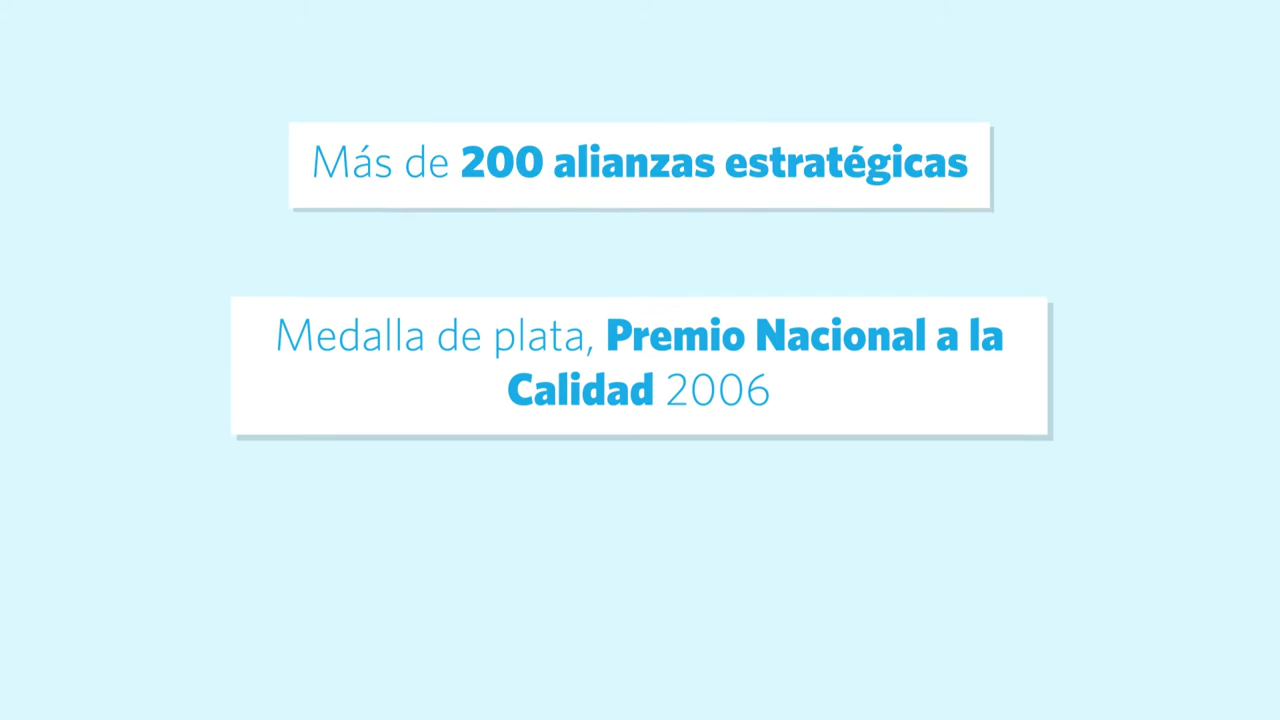 Más de 200 alianzas estratégicas
Medalla de plata, Premio Nacional a la
Calidad 2006